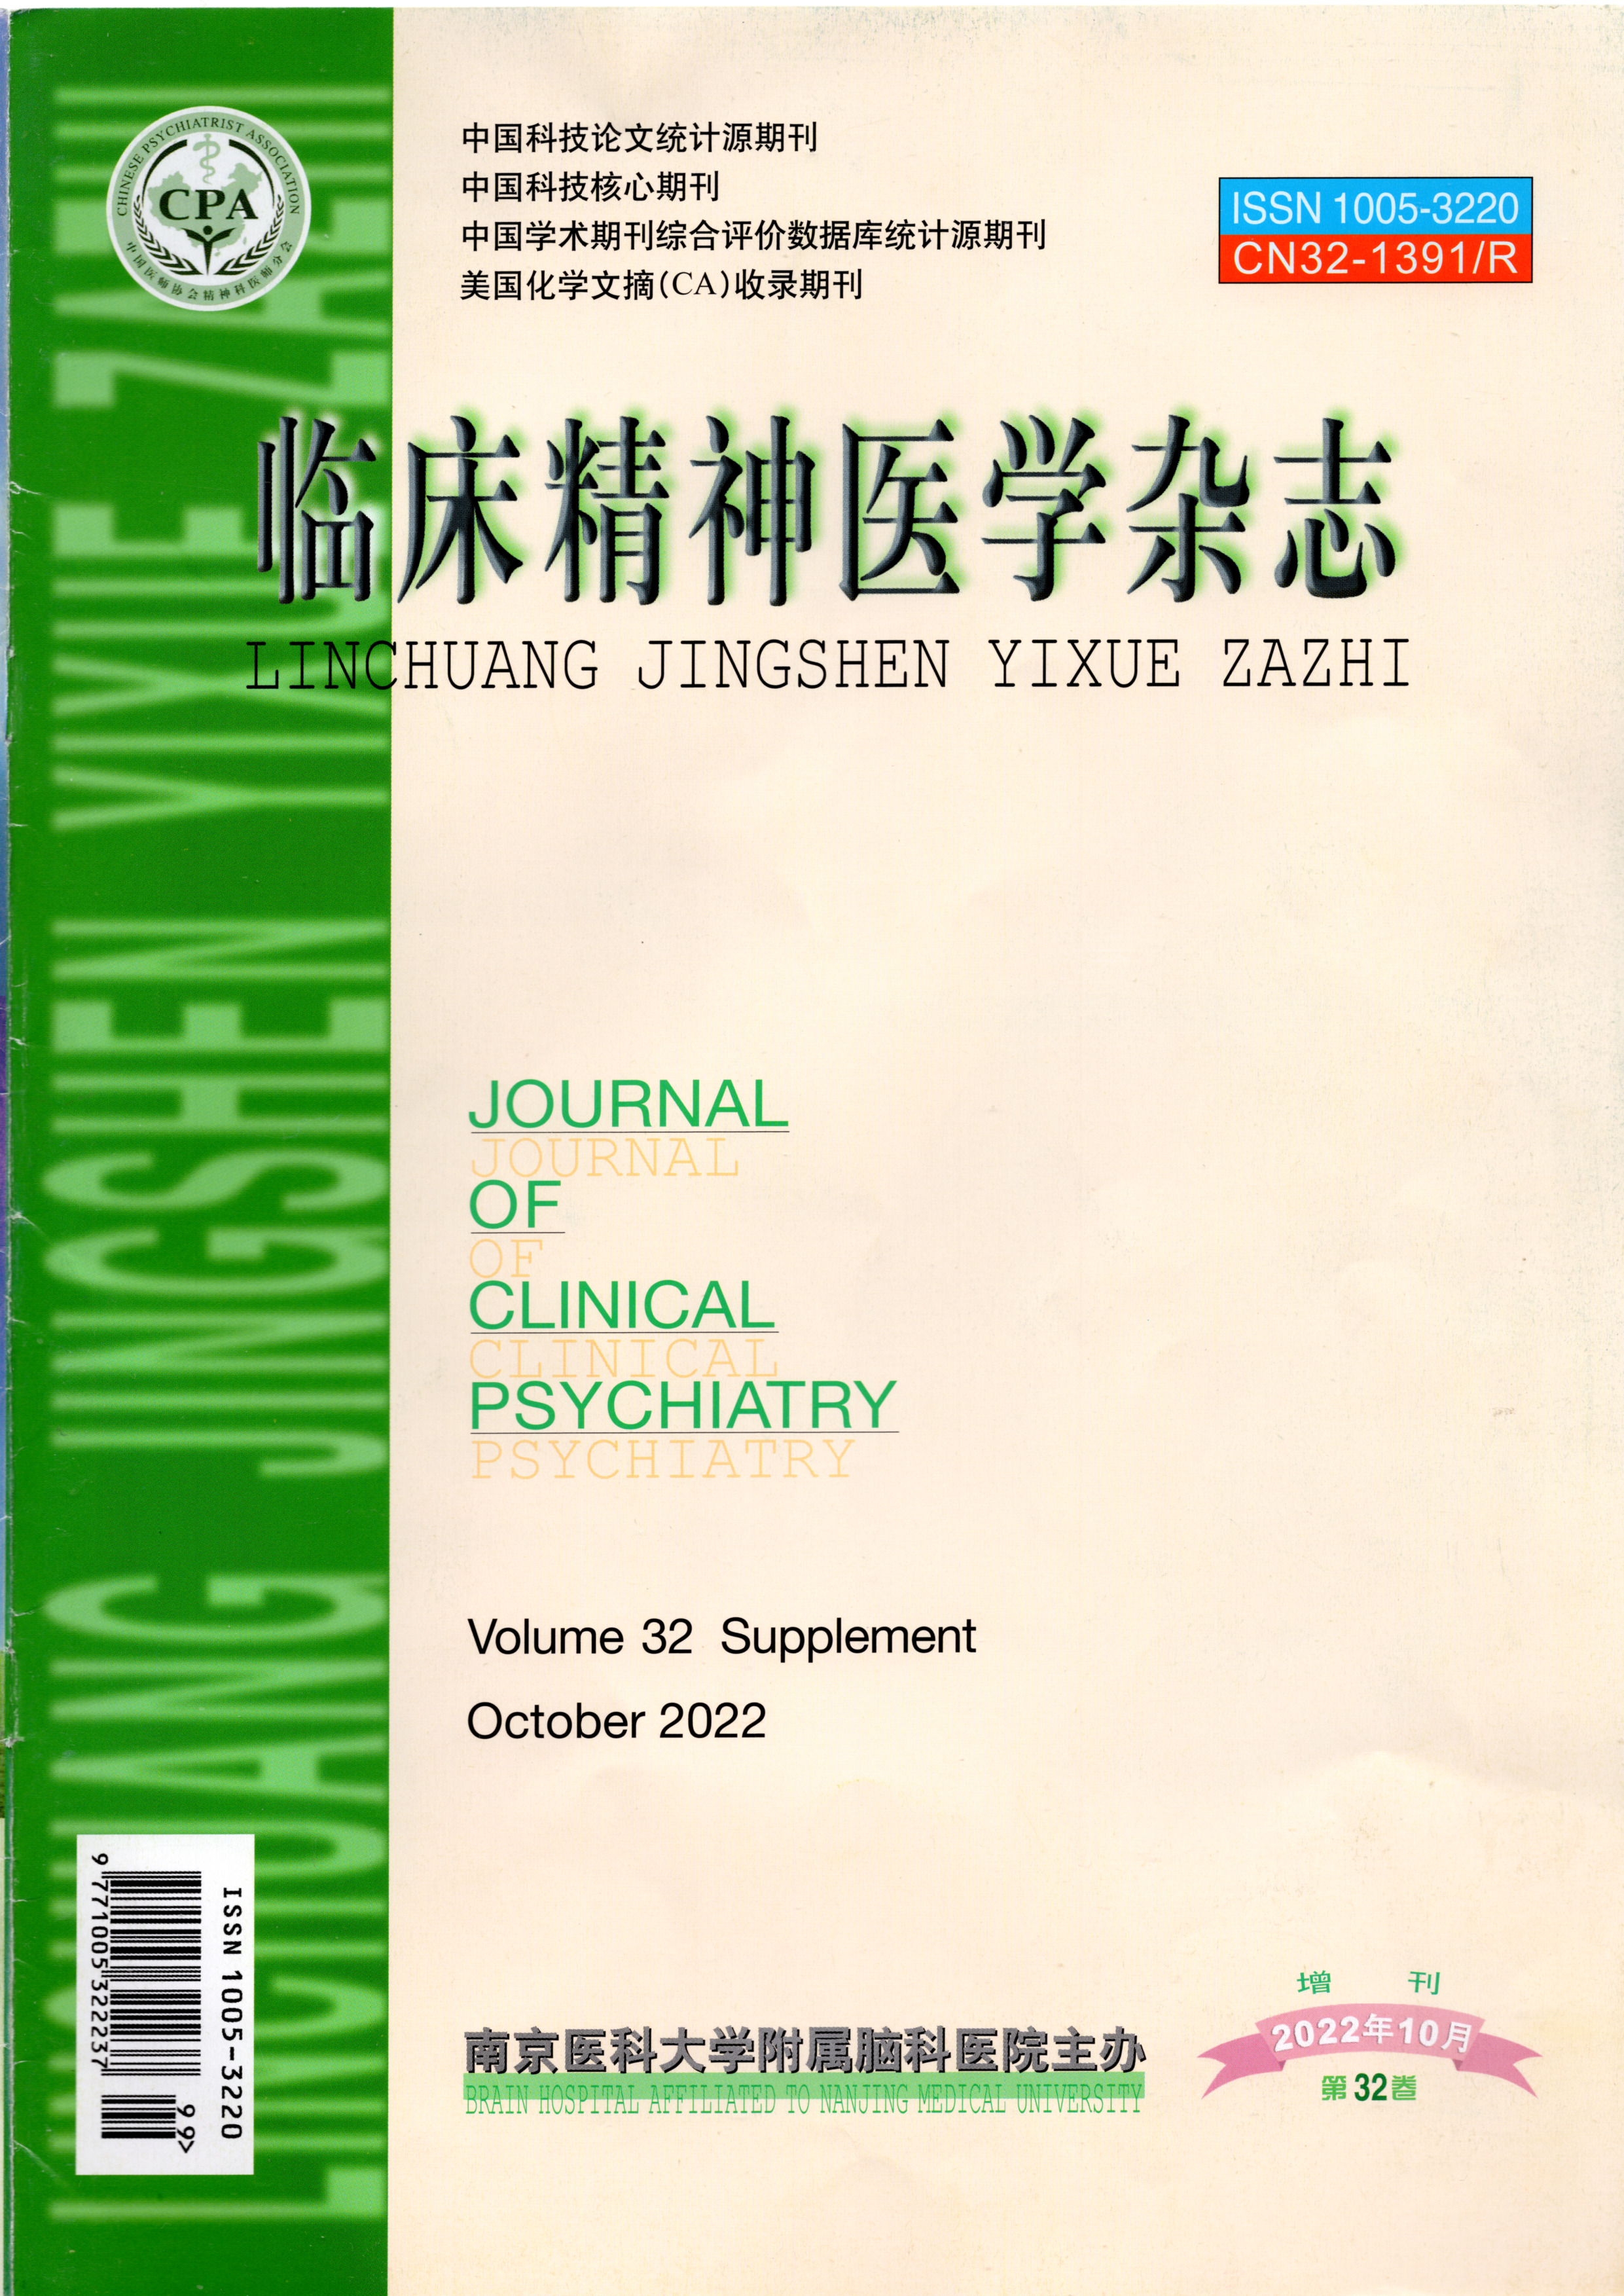 CHINESE PSYCHIATRIST ASSOCIATION
CPA
中国医师协会精神科医师分会
中国科技论文统计源期刊
中国科技核心期刊
中国学术期刊综合评价数据库统计源期刊
美国化学文摘(CA)收录期刊
ISSN 1005-3220
CN32-1391/R
临床精神医学杂志
LINCHUANG JINGSHEN YIXUE ZAZHI
LINCHUANG JINGSHEN YIXUE ZAZHI
JOURNAL
JOURNAL
OF
OF
CLINICAL
CLINICAL
PSYCHIATRY
PSYCHIATRY
Volume 32 Supplement
October 2022
ISSN 1005-3220
9 771005 322237
99>
南京医科大学附属脑科医院主办
BRAIN HOSPITAL AFFILIATED TO NANJING MEDICAL UNIVERSITY
增 刊
2022年10月
第32卷